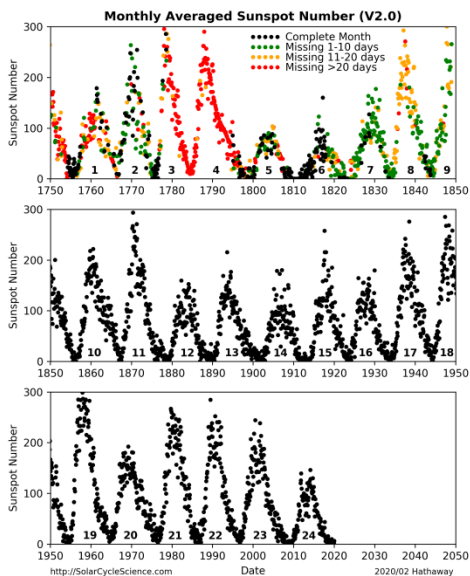 Monthly Averaged Sunspot Number (V2.0)
300
200
100
0
Sunspot Number
Complete Month
Missing 1-10 days
Missing 11-20 days
Missing >20 days
1 2 3 4 5 6 7 8 9
1750 1760 1770 1780 1790 1800 1810 1820 1830 1840 1850
300
200
100
0
Sunspot Number
10 11 12 13 14 15 16 17 18
1850 1860 1870 1880 1890 1900 1910 1920 1930 1940 1950
300
200
100
0
Sunspot Number
19 20 21 22 23 24
1950 1960 1970 1980 1990 2000 2010 2020 2030 2040 2050
http://SolarCycleScience.com Date 2020/02 Hathaway